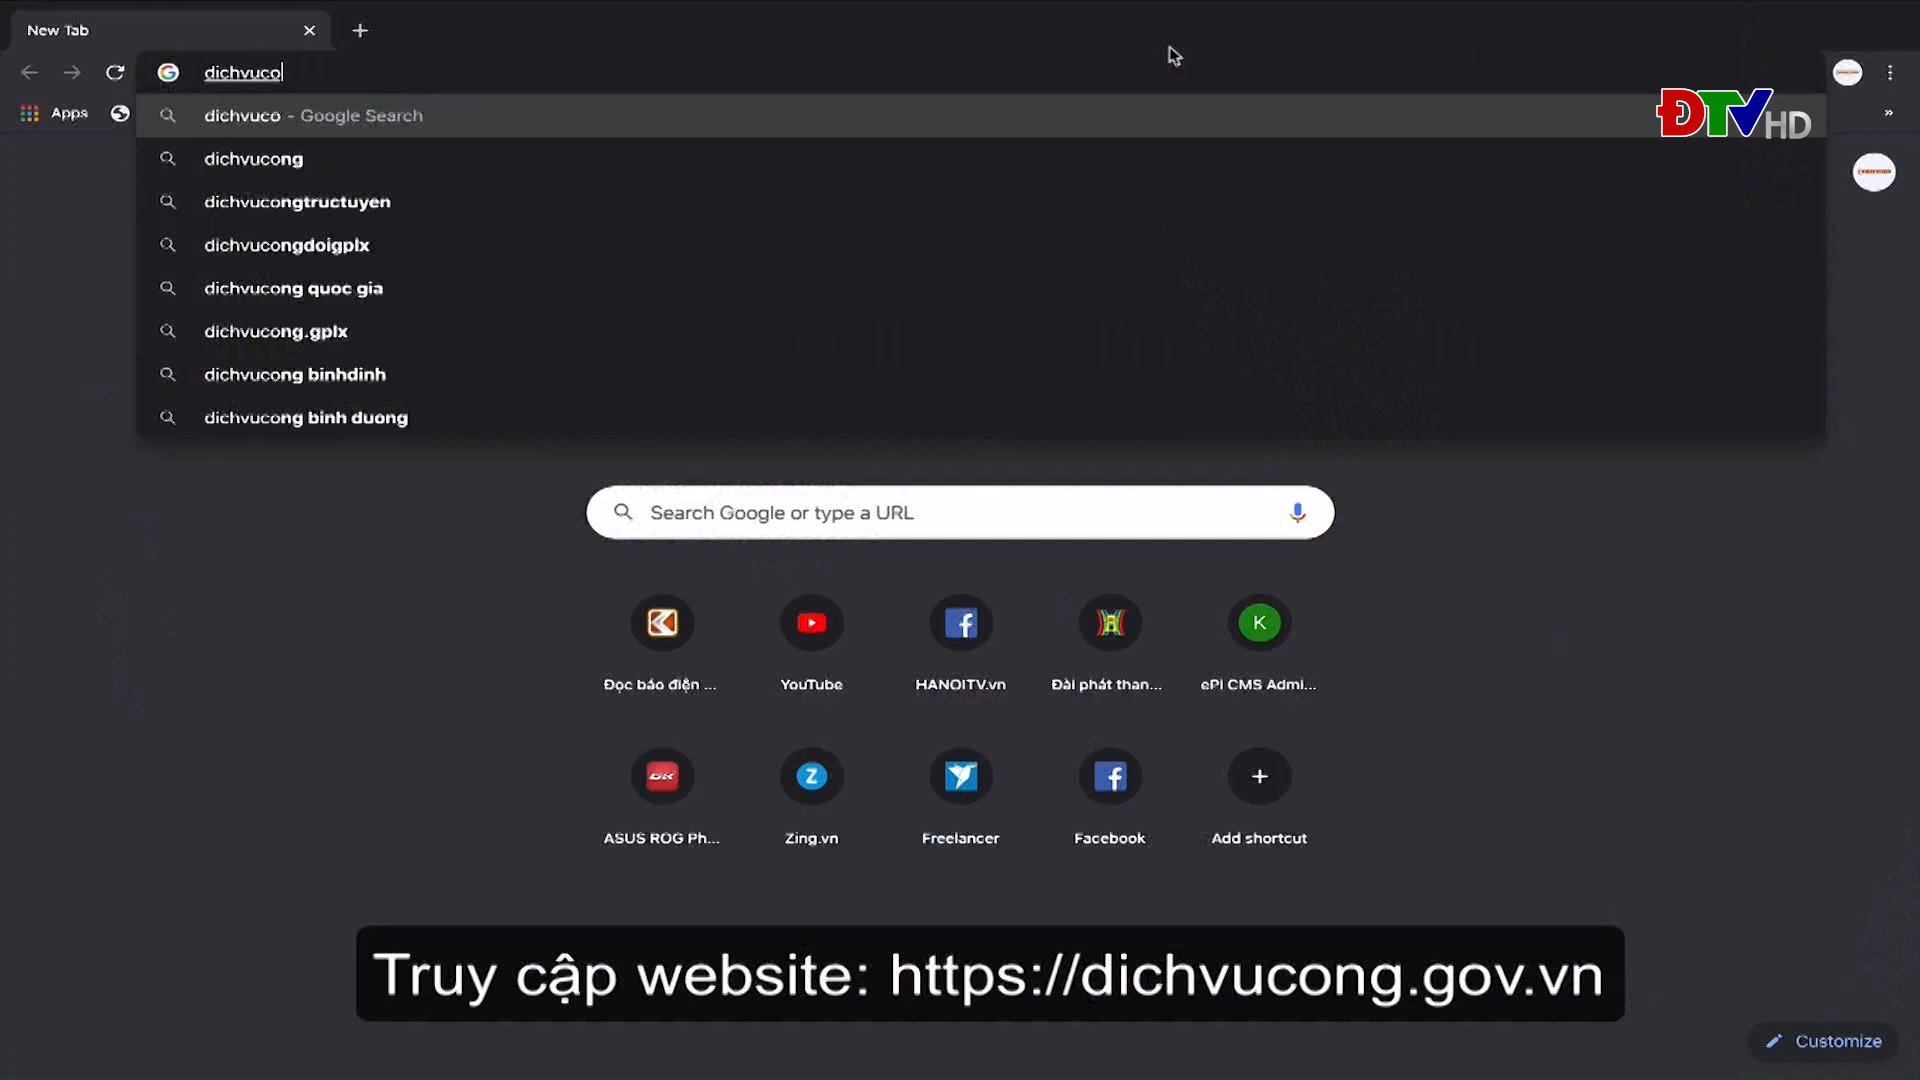 New Tab
dichvuco
Apps
dichvuco - Google Search
ĐTV HD
dichvucong
dichvucongtructuyen
dichvucongdoigplx
dichvucong quoc gia
dichvucong.gplx
dichvucong binhdinh
dichvucong binh duong
Search Google or type a URL
K
Đọc báo điện ...
YouTube
HANOITV.vn
Đài phát than...
ePi CMS Admi...
Z
ASUS ROG Ph...
Zing.vn
Freelancer
Facebook
Add shortcut
Truy cập website: https://dichvucong.gov.vn
Customize